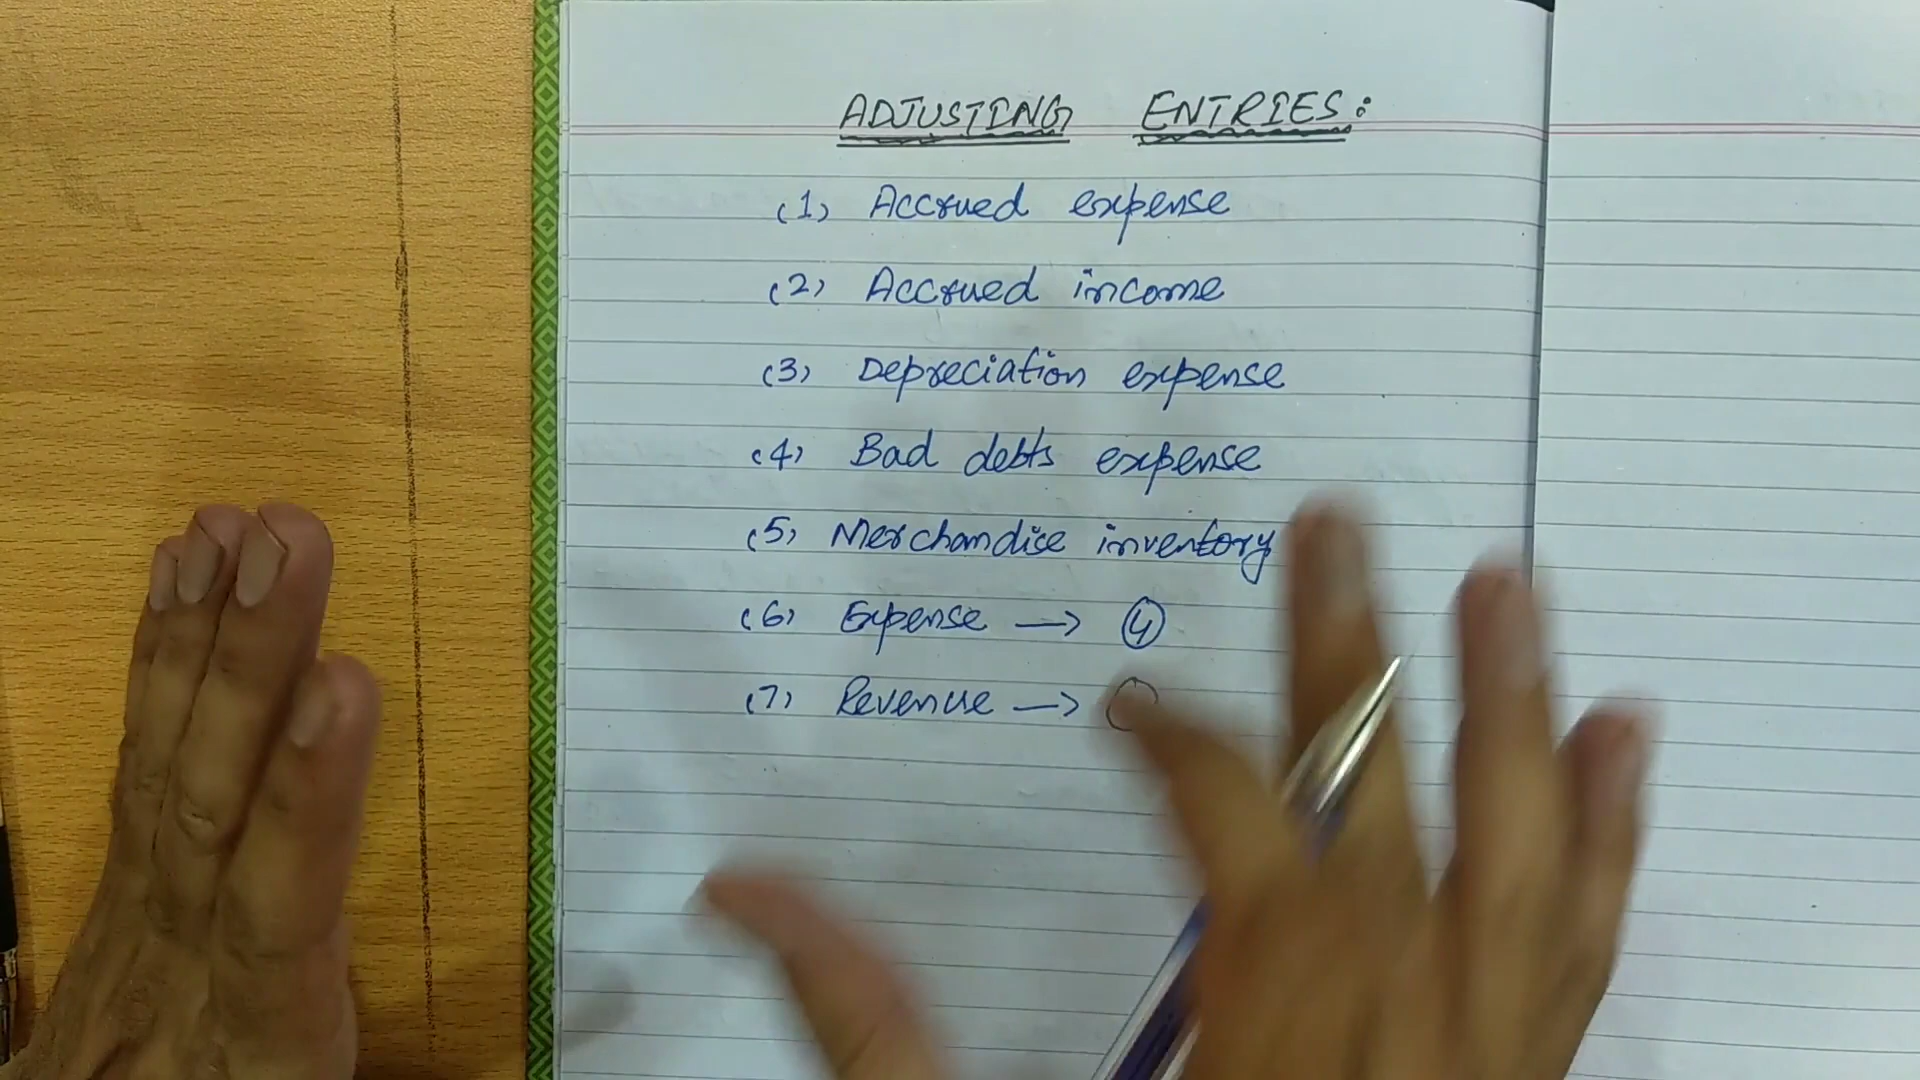 ADJUSTING ENTRIES:
(1) Accrued expense
(2) Accrued income
(3) Depreciation expense
(4) Bad debts expense
(5) Merchandise inventory
(6) Expense → 4
(7) Revenue →